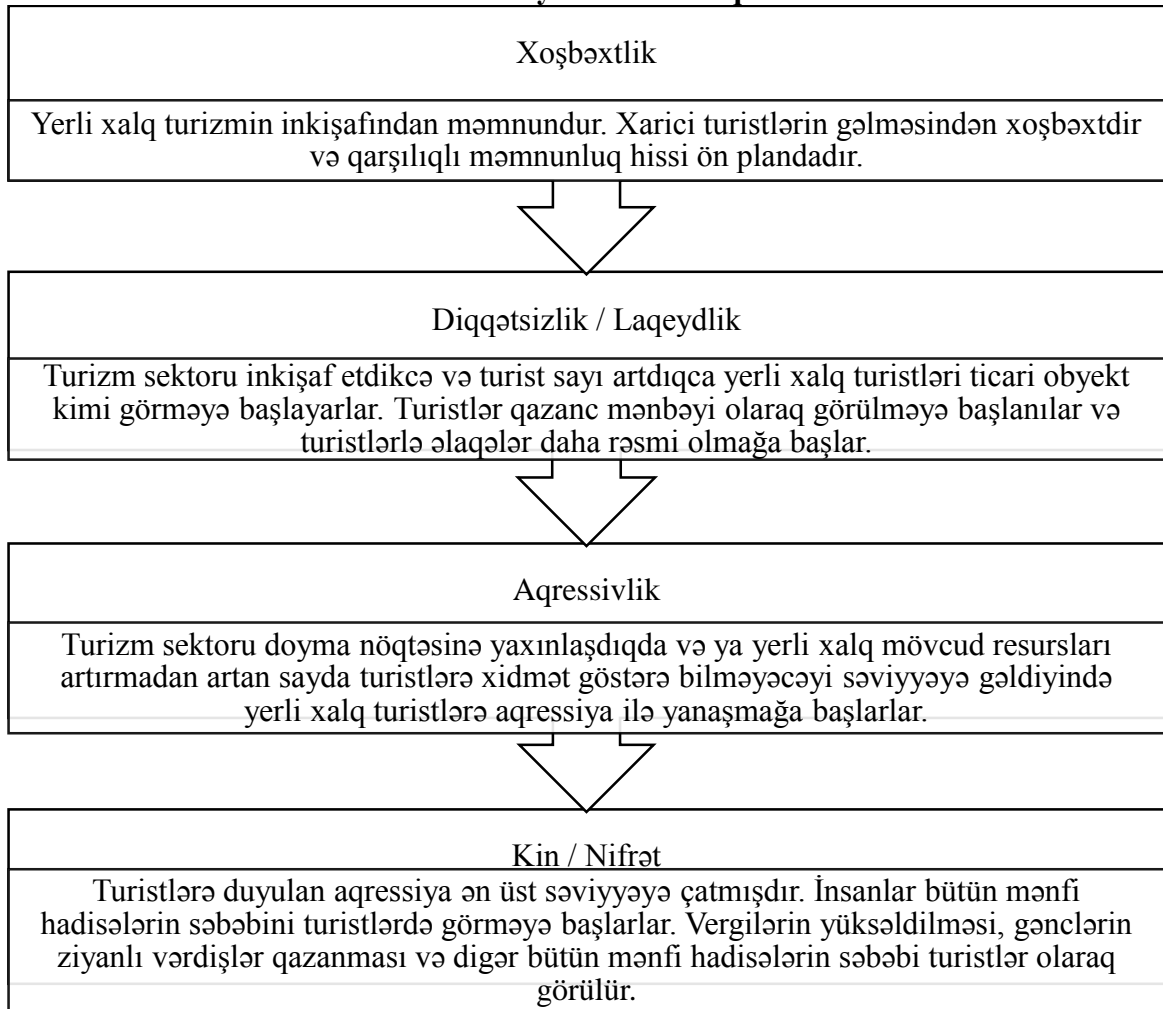 Xoşbəxtlik
Yerli xalq turizmin inkişafından məmnundur. Xarici turistlərin gəlməsindən xoşbəxtdir
və qarşılıqlı məmnunluq hissi ön plandadır.
Diqqətsizlik / Laqeydlik
Turizm sektoru inkişaf etdikcə və turist sayı artdıqca yerli xalq turistləri ticari obyekt
kimi görməyə başlayarlar. Turistlər qazanc mənbəyi olaraq görülməyə başlanılar və
turistlərlə əlaqələr daha rəsmi olmağa başlar.
Aqressivlik
Turizm sektoru doyma nöqtəsinə yaxınlaşdıqda və ya yerli xalq mövcud resursları
artırmadan artan sayda turistlərə xidmət göstərə bilməyəcəyi səviyyəyə gəldiyində
yerli xalq turistlərə aqressiya ilə yanaşmağa başlarlar.
Kin / Nifrət
Turistlərə duyulan aqressiya ən üst səviyyəyə çatmışdır. İnsanlar bütün mənfi
hadisələrin səbəbini turistlərdə görməyə başlarlar. Vergilərin yüksəldilməsi, gənclərin
ziyanlı vərdişlər qazanması və digər bütün mənfi hadisələrin səbəbi turistlər olaraq
görülür.